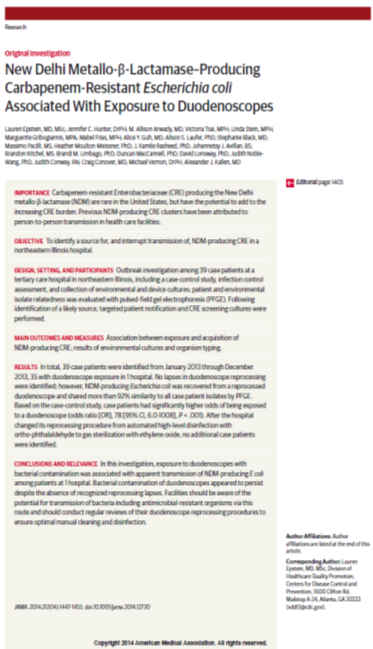 Research
Original Investigation
New Delhi Metallo-β-Lactamase–Producing
Carbapenem-Resistant Escherichia coli
Associated With Exposure to Duodenoscopes
Lauren Epstein, MD, MSc; Jennifer C. Hunter, DrPH; M. Allison Arwady, MD, MPH; Victoria Tsai, MPH; Linda Stein, MPH;
Marguerite Gribogiannis, MPH; Mabel Frias, MPH; Alice Y. Guh, MD; Alison S. Laufer, PhD; Stephanie Black, MD;
Massimo Pacilli, MS; Heather Moulton-Meissner, PhD; J. Kamile Rasheed, PhD; Johannetsy J. Avillan, BS;
Brandon Kitchel, MS; Brandi M. Limbago, PhD; Duncan MacCannell, PhD; David Lonsway, PhD; Judith Noble-
Wang, PhD; Judith Conway, RN; Craig Conover, MD; Michael Vernon, DrPH; Alexander J. Kallen, MD
Editorial page 1405
IMPORTANCE Carbapenem-resistant Enterobacteriaceae (CRE) producing the New Delhi
metallo-β-lactamase (NDM) are rare in the United States, but have the potential to add to the
increasing CRE burden. Previous NDM-producing CRE clusters have been attributed to
person-to-person transmission in health care facilities.
OBJECTIVE To identify a source for, and interrupt transmission of, NDM-producing CRE in a
northeastern Illinois hospital.
DESIGN, SETTING, AND PARTICIPANTS Outbreak investigation among 39 case patients at a
tertiary care hospital in northeastern Illinois, including a case-control study, infection control
assessment, and collection of environmental and device cultures; patient and environmental
isolate relatedness was evaluated with pulsed-field gel electrophoresis (PFGE). Following
identification of a likely source, targeted patient notification and CRE screening cultures were
performed.
MAIN OUTCOMES AND MEASURES Association between exposure and acquisition of
NDM-producing CRE; results of environmental cultures and organism typing.
RESULTS In total, 39 case patients were identified from January 2013 through December
2013, 35 with duodenoscope exposure in 1 hospital. No lapses in duodenoscope reprocessing
were identified; however, NDM-producing Escherichia coli was recovered from a reprocessed
duodenoscope and shared more than 92% similarity to all case patient isolates by PFGE.
Based on the case-control study, case patients had significantly higher odds of being exposed
to a duodenoscope (odds ratio [OR], 78 [95% CI, 6.0-1008], P < .001). After the hospital
changed its reprocessing procedure from automated high-level disinfection with
ortho-phthalaldehyde to gas sterilization with ethylene oxide, no additional case patients
were identified.
CONCLUSIONS AND RELEVANCE In this investigation, exposure to duodenoscopes with
bacterial contamination was associated with apparent transmission of NDM-producing E coli
among patients at 1 hospital. Bacterial contamination of duodenoscopes appeared to persist
despite the absence of recognized reprocessing lapses. Facilities should be aware of the
potential for transmission of bacteria including antimicrobial-resistant organisms via this
route and should conduct regular reviews of their duodenoscope reprocessing procedures to
ensure optimal manual cleaning and disinfection.
JAMA. 2014;312(14):1447-1455. doi:10.1001/jama.2014.12720
Author Affiliations: Author
affiliations are listed at the end of this
article.
Corresponding Author: Lauren
Epstein, MD, MSc, Division of
Healthcare Quality Promotion,
Centers for Disease Control and
Prevention, 1600 Clifton Rd,
Mailstop A-24, Atlanta, GA 30333
(xdd0@cdc.gov).
Copyright 2014 American Medical Association. All rights reserved.